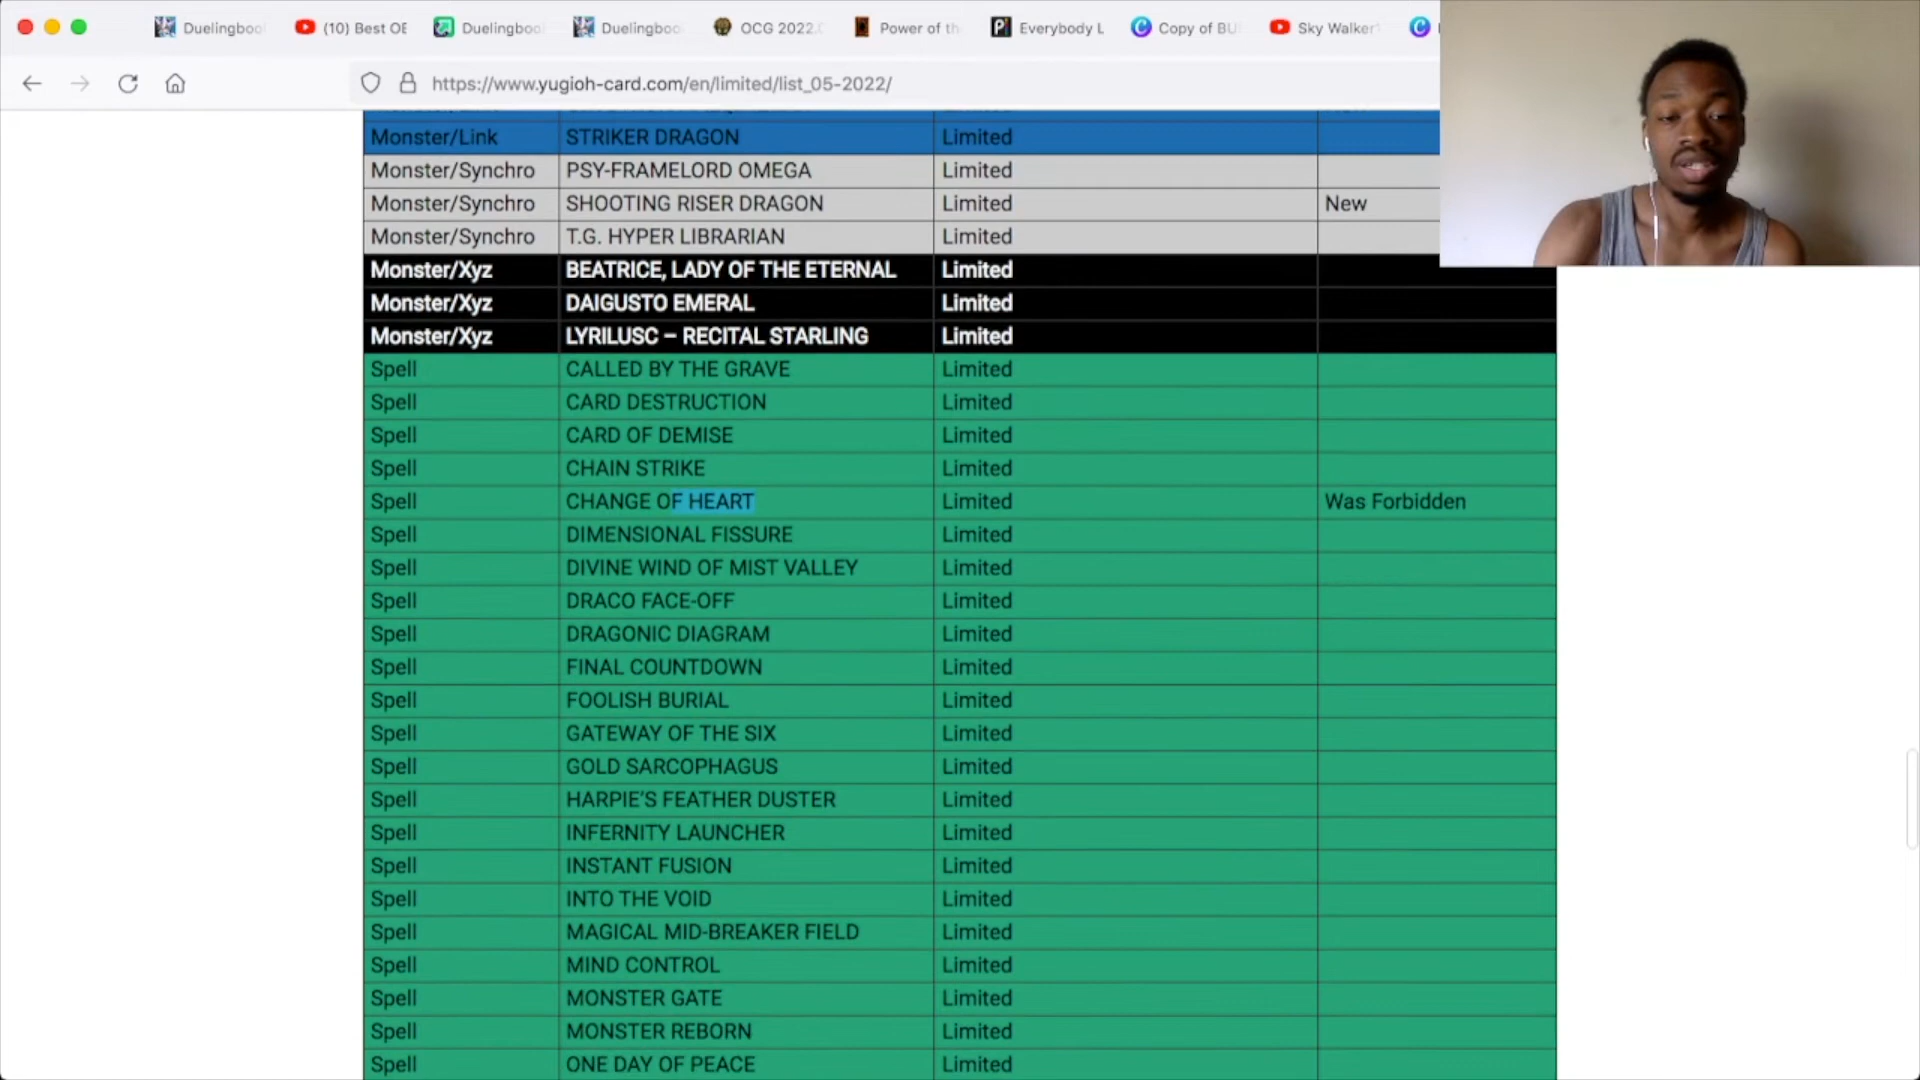 Duelingboo (10) Best OE Duelingboo Duelingboo OCG 2022. Power of th Everybody L Copy of BU Sky Walker
https://www.yugioh-card.com/en/limited/list_05-2022/
Monster/Link STRIKER DRAGON Limited
Monster/Synchro PSY-FRAMELORD OMEGA Limited
Monster/Synchro SHOOTING RISER DRAGON Limited New
Monster/Synchro T.G. HYPER LIBRARIAN Limited
Monster/Xyz BEATRICE, LADY OF THE ETERNAL Limited
Monster/Xyz DAIGUSTO EMERAL Limited
Monster/Xyz LYRILUSC – RECITAL STARLING Limited
Spell CALLED BY THE GRAVE Limited
Spell CARD DESTRUCTION Limited
Spell CARD OF DEMISE Limited
Spell CHAIN STRIKE Limited
Spell CHANGE OF HEART Limited Was Forbidden
Spell DIMENSIONAL FISSURE Limited
Spell DIVINE WIND OF MIST VALLEY Limited
Spell DRACO FACE-OFF Limited
Spell DRAGONIC DIAGRAM Limited
Spell FINAL COUNTDOWN Limited
Spell FOOLISH BURIAL Limited
Spell GATEWAY OF THE SIX Limited
Spell GOLD SARCOPHAGUS Limited
Spell HARPIE'S FEATHER DUSTER Limited
Spell INFERNITY LAUNCHER Limited
Spell INSTANT FUSION Limited
Spell INTO THE VOID Limited
Spell MAGICAL MID-BREAKER FIELD Limited
Spell MIND CONTROL Limited
Spell MONSTER GATE Limited
Spell MONSTER REBORN Limited
Spell ONE DAY OF PEACE Limited